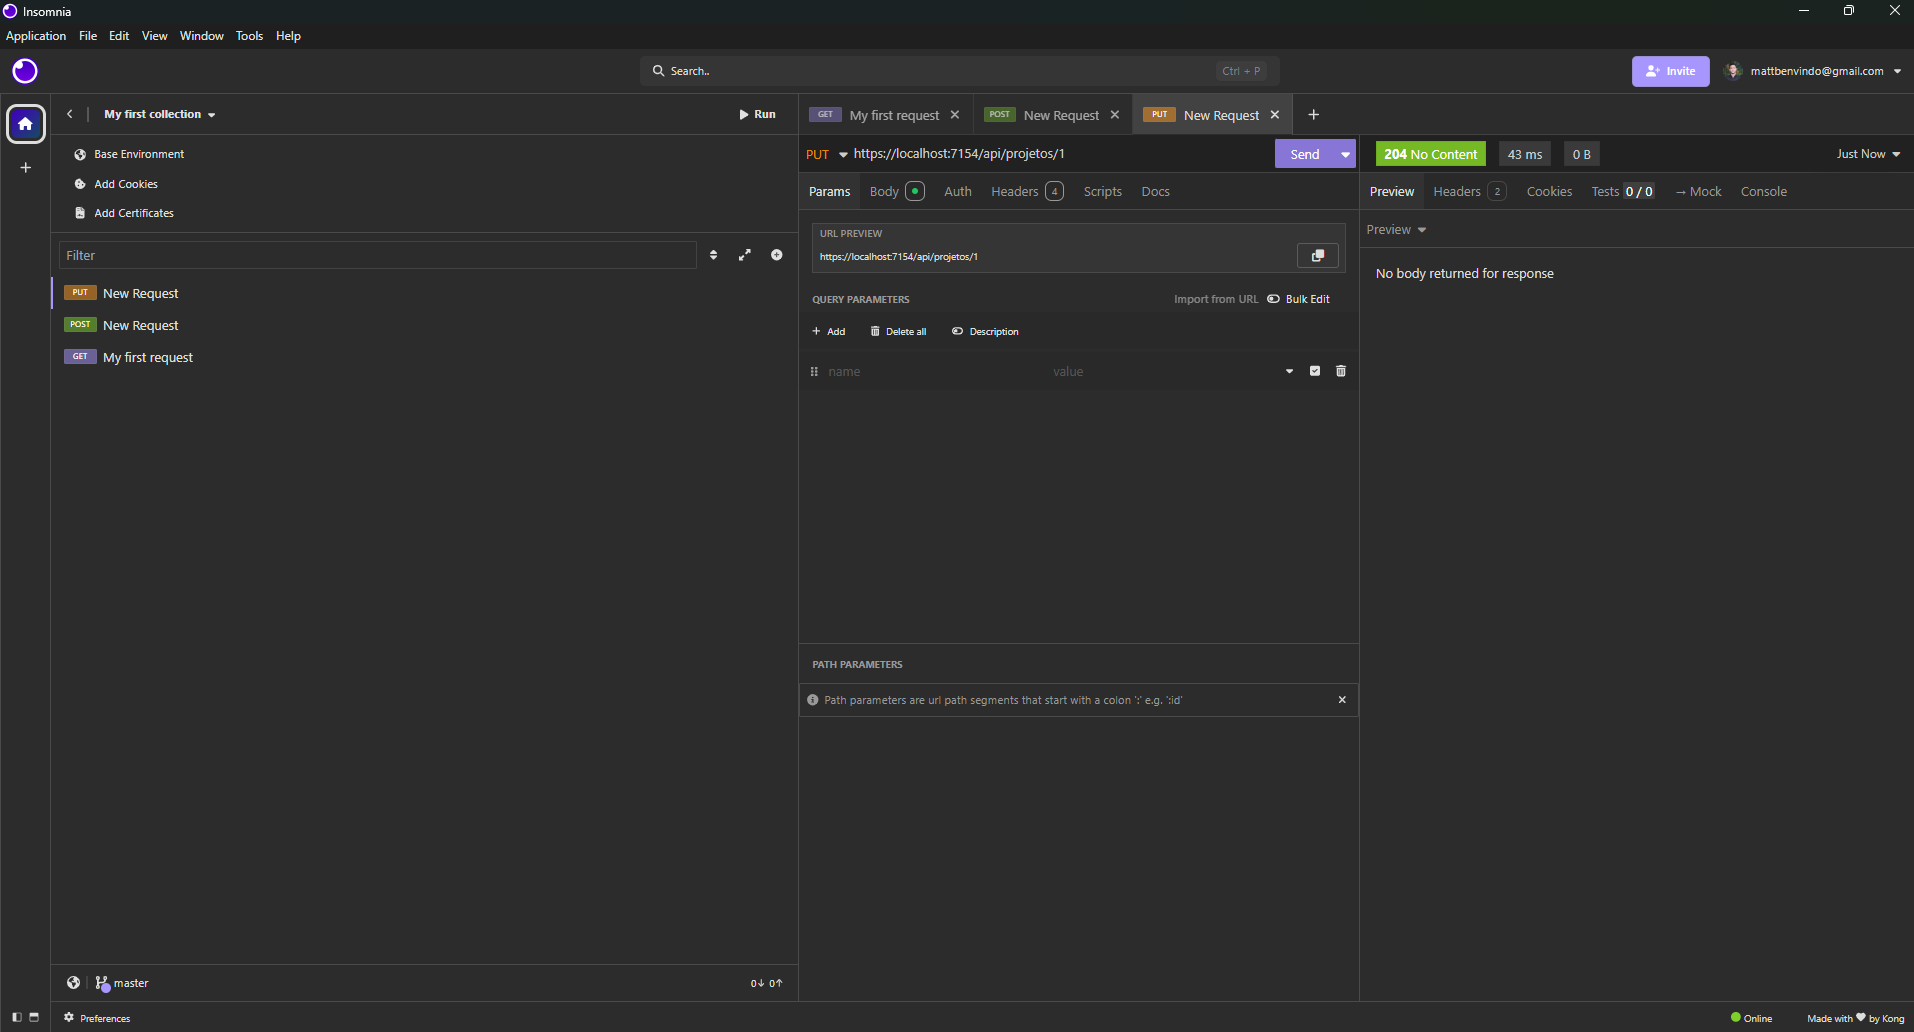 Insomnia
Application File Edit View Window Tools Help
Search.. Ctrl + P
Invite mattbenvindo@gmail.com
My first collection Run
Base Environment
Add Cookies
Add Certificates
Filter
PUT New Request
POST New Request
GET My first request
master 0↓ 0↑
Preferences
GET My first request POST New Request PUT New Request
PUT https://localhost:7154/api/projetos/1 Send
Params Body Auth Headers 4 Scripts Docs
URL PREVIEW
https://localhost:7154/api/projetos/1
QUERY PARAMETERS Import from URL Bulk Edit
Add Delete all Description
name value
PATH PARAMETERS
Path parameters are url path segments that start with a colon ':' e.g. ':id'
204 No Content 43 ms 0 B Just Now
Preview Headers 2 Cookies Tests 0 / 0 → Mock Console
Preview
No body returned for response
Online Made with ♥ by Kong